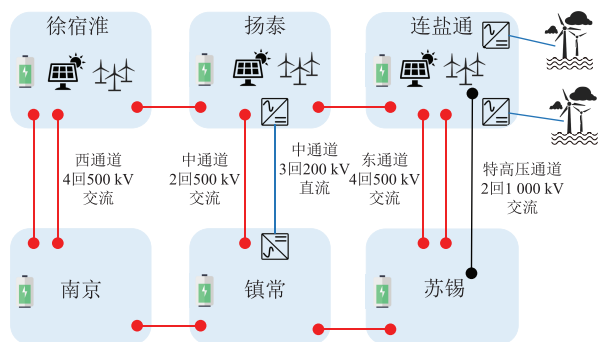 徐宿淮
扬泰
连盐通
西通道
4回500 kV
交流
中通道
2回500 kV
交流
中通道
3回200 kV
直流
东通道
4回500 kV
交流
特高压通道
2回1 000 kV
交流
南京
镇常
苏锡